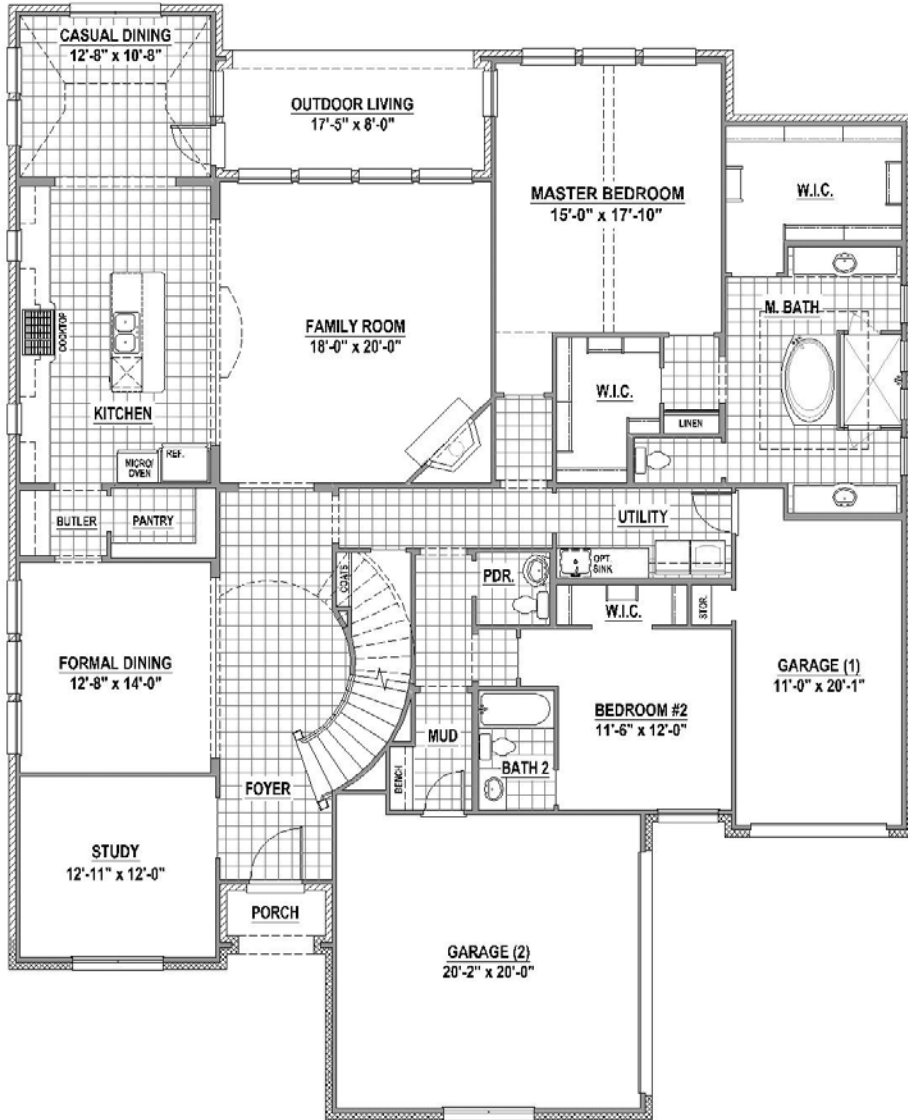 CASUAL DINING
12'-8" x 10'-8"
OUTDOOR LIVING
17'-5" x 8'-0"
MASTER BEDROOM
15'-0" x 17'-10"
W.I.C.
M. BATH
FAMILY ROOM
18'-0" x 20'-0"
COOKTOP
KITCHEN
W.I.C.
LINEN
MICRO/
OVEN
REF.
BUTLER
PANTRY
UTILITY
OPT.
SINK
COATS
PDR.
W.I.C.
STOR.
FORMAL DINING
12'-8" x 14'-0"
GARAGE (1)
11'-0" x 20'-1"
BEDROOM #2
11'-6" x 12'-0"
MUD
BENCH
BATH 2
FOYER
STUDY
12'-11" x 12'-0"
PORCH
GARAGE (2)
20'-2" x 20'-0"